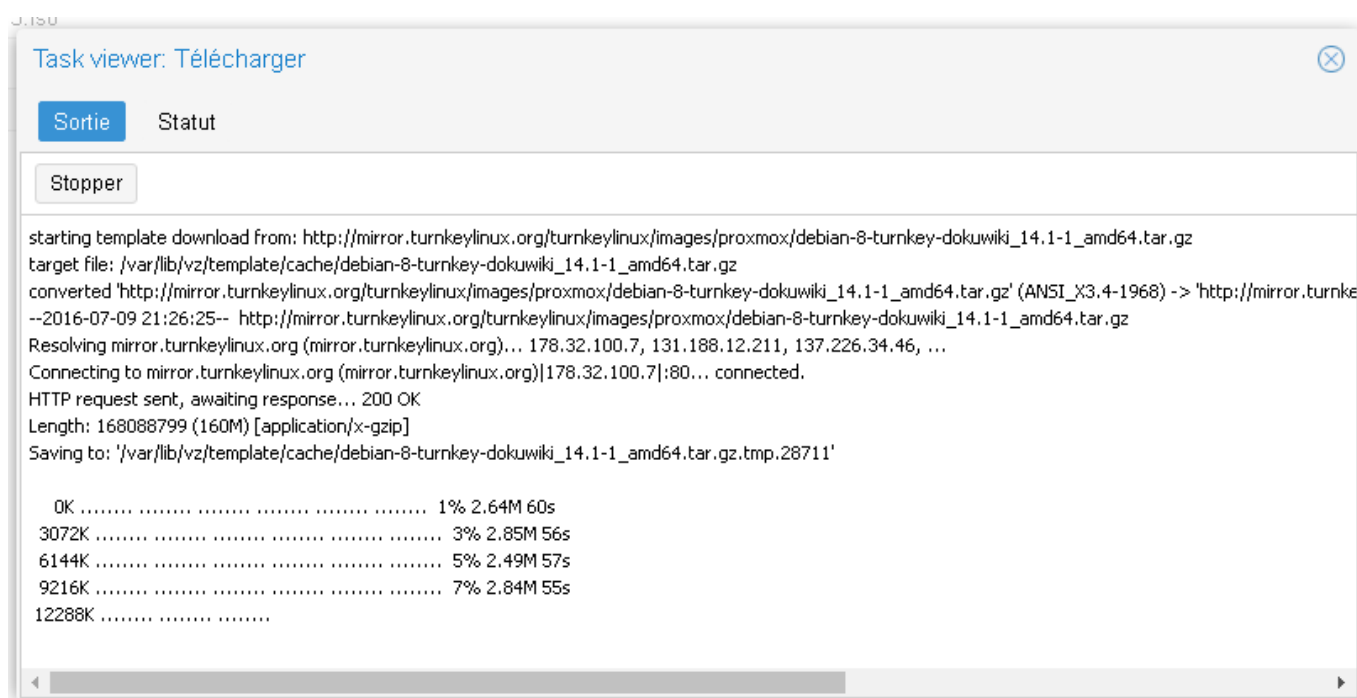 Task viewer: Télécharger
Sortie Statut
Stopper
starting template download from: http://mirror.turnkeylinux.org/turnkeylinux/images/proxmox/debian-8-turnkey-dokuwiki_14.1-1_amd64.tar.gz
target file: /var/lib/vz/template/cache/debian-8-turnkey-dokuwiki_14.1-1_amd64.tar.gz
converted 'http://mirror.turnkeylinux.org/turnkeylinux/images/proxmox/debian-8-turnkey-dokuwiki_14.1-1_amd64.tar.gz' (ANSI_X3.4-1968) -> 'http://mirror.turnke
--2016-07-09 21:26:25-- http://mirror.turnkeylinux.org/turnkeylinux/images/proxmox/debian-8-turnkey-dokuwiki_14.1-1_amd64.tar.gz
Resolving mirror.turnkeylinux.org (mirror.turnkeylinux.org)... 178.32.100.7, 131.188.12.211, 137.226.34.46, ...
Connecting to mirror.turnkeylinux.org (mirror.turnkeylinux.org)|178.32.100.7|:80... connected.
HTTP request sent, awaiting response... 200 OK
Length: 168088799 (160M) [application/x-gzip]
Saving to: '/var/lib/vz/template/cache/debian-8-turnkey-dokuwiki_14.1-1_amd64.tar.gz.tmp.28711'
0K ........ ........ ........ ........ ........ ........ 1% 2.64M 60s
3072K ........ ........ ........ ........ ........ ........ 3% 2.85M 56s
6144K ........ ........ ........ ........ ........ ........ 5% 2.49M 57s
9216K ........ ........ ........ ........ ........ ........ 7% 2.84M 55s
12288K ........ ........ ........